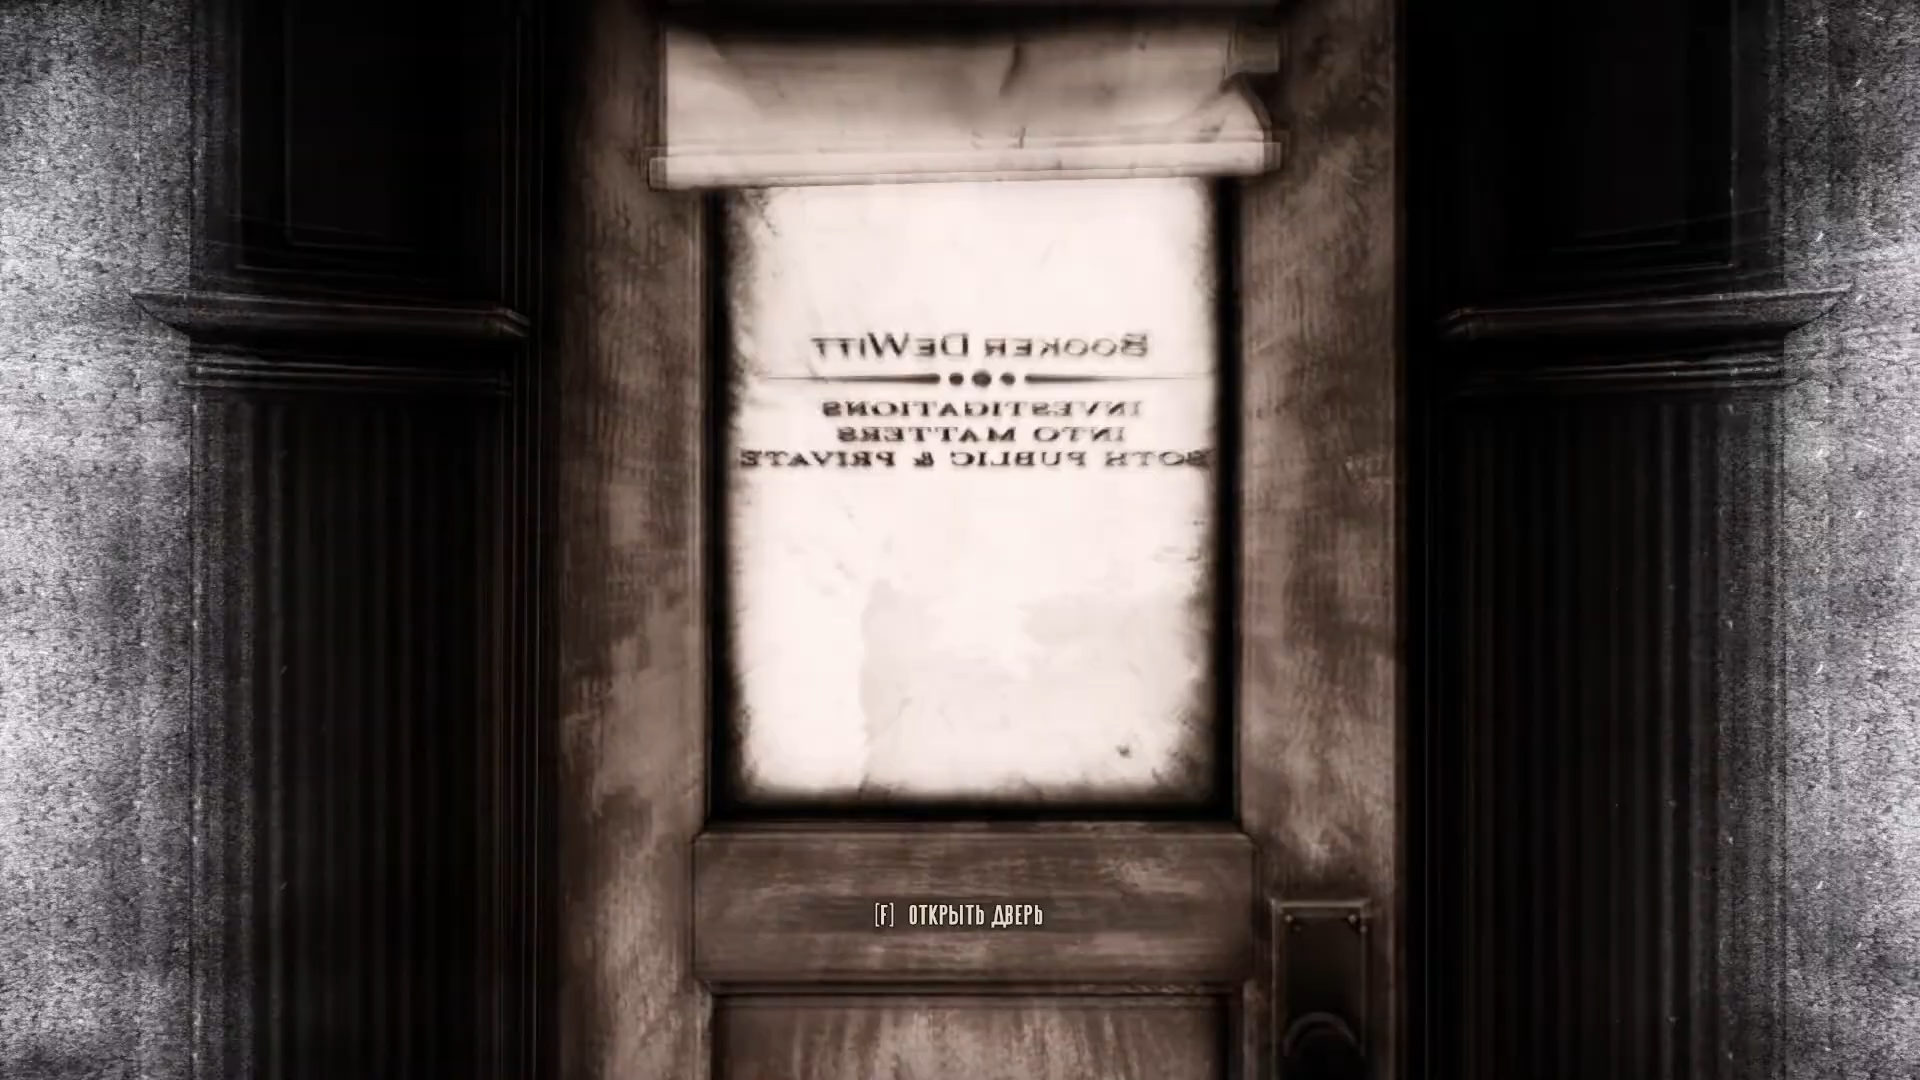 BOOKER DEWITT
INVESTIGATIONS
INTO MATTERS
BOTH PUBLIC & PRIVATE
[F] ОТКРЫТЬ ДВЕРЬ